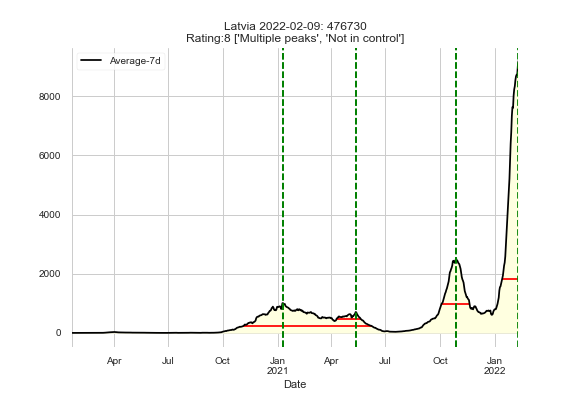 Latvia 2022-02-09: 476730
Rating:8 ['Multiple peaks', 'Not in control']
Average-7d
8000
6000
4000
2000
0
Apr
Jul
Oct
Jan
2021
Apr
Jul
Oct
Jan
2022
Date